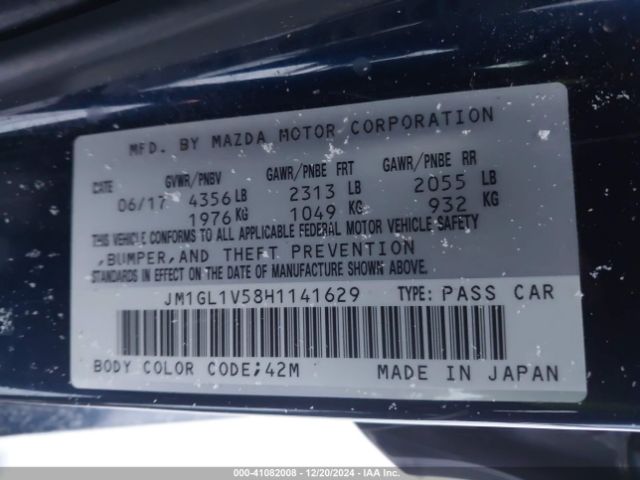 MFD. BY MAZDA MOTOR CORPORATION
DATE GVWR/PNBV GAWR/PNBE FRT GAWR/PNBE RR
06/17 4356 LB 2313 LB 2055 LB
1976 KG 1049 KG 932 KG
THIS VEHICLE CONFORMS TO ALL APPLICABLE FEDERAL MOTOR VEHICLE SAFETY
,BUMPER,AND THEFT PREVENTION
STANDARDS IN EFFECT ON THE DATE OF MANUFACTURE SHOWN ABOVE.
JM1GL1V58H1141629 TYPE: PASS CAR
BODY COLOR CODE;42M MADE IN JAPAN
000-41082008 - 12/20/2024 - IAA Inc.